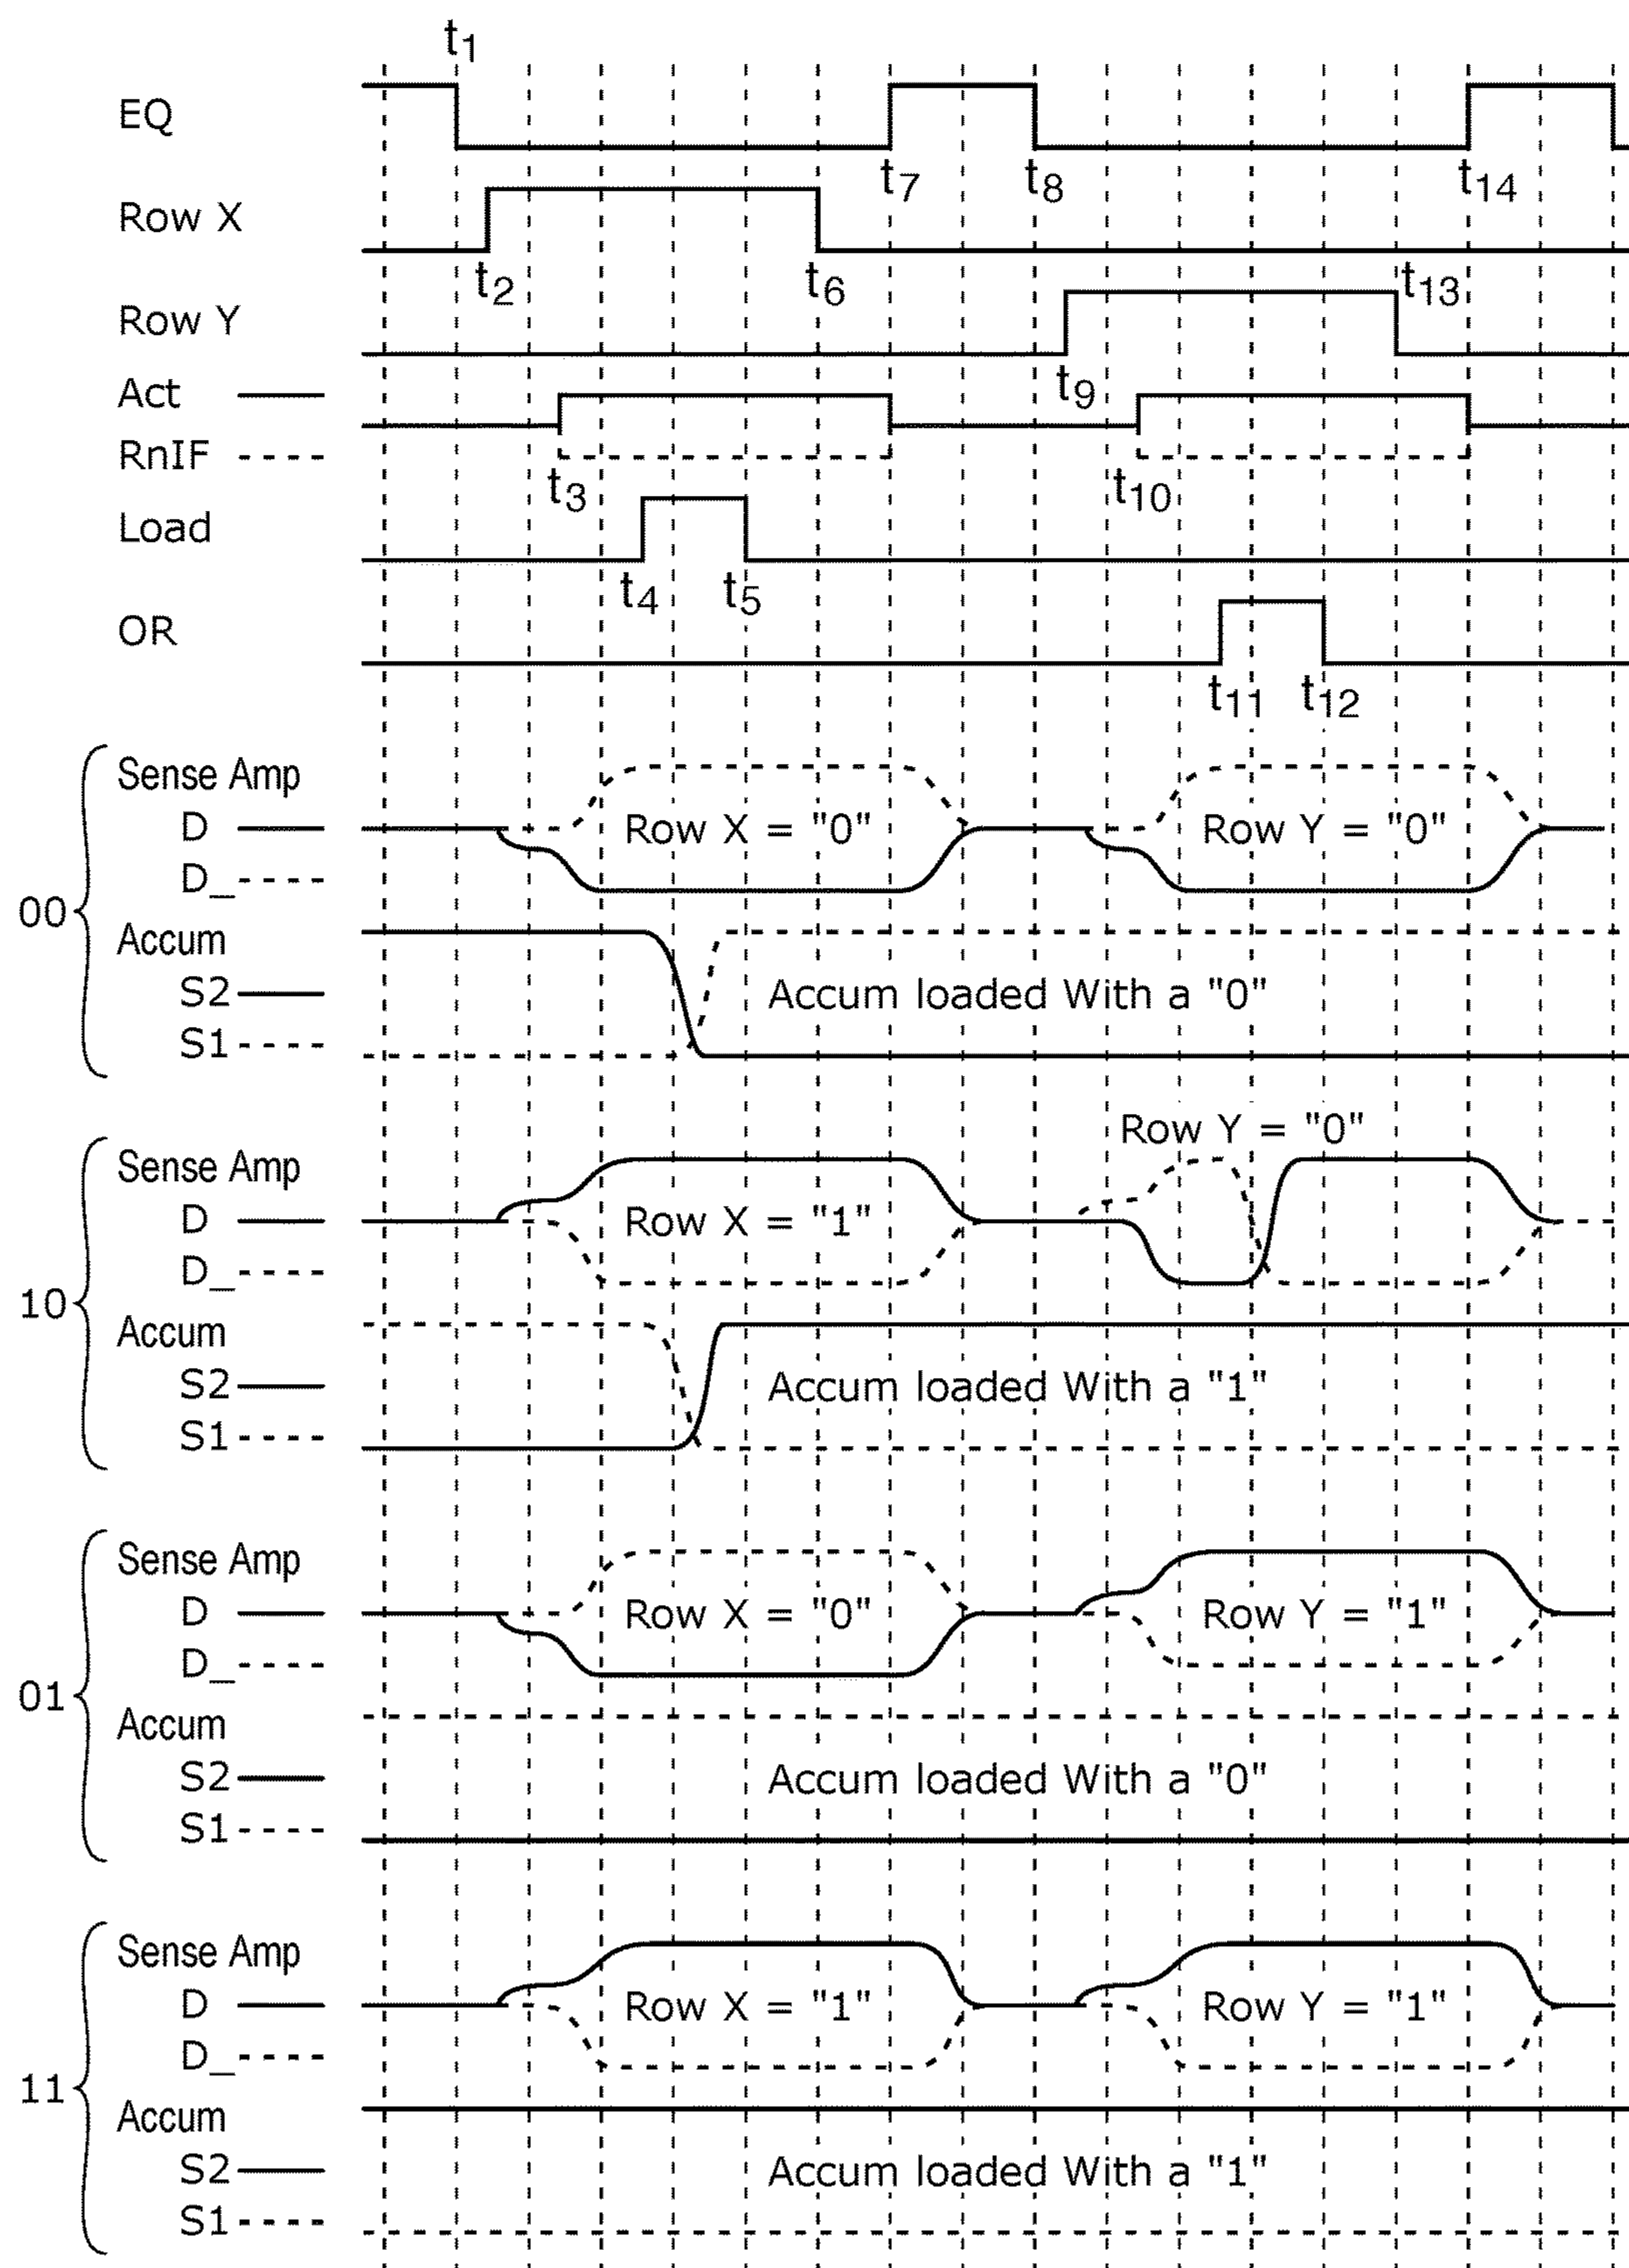 t1
EQ
t7 t8 t14
Row X
t2 t6 t13
Row Y
t9
Act
RnIF
t3 t10
Load
t4 t5
OR
t11 t12
00
Sense Amp
D Row X = "0" Row Y = "0"
D_
Accum
S2 Accum loaded With a "0"
S1
Row Y = "0"
10
Sense Amp
D Row X = "1"
D_
Accum
S2 Accum loaded With a "1"
S1
01
Sense Amp
D Row X = "0" Row Y = "1"
D_
Accum
S2 Accum loaded With a "0"
S1
11
Sense Amp
D Row X = "1" Row Y = "1"
D_
Accum
S2 Accum loaded With a "1"
S1